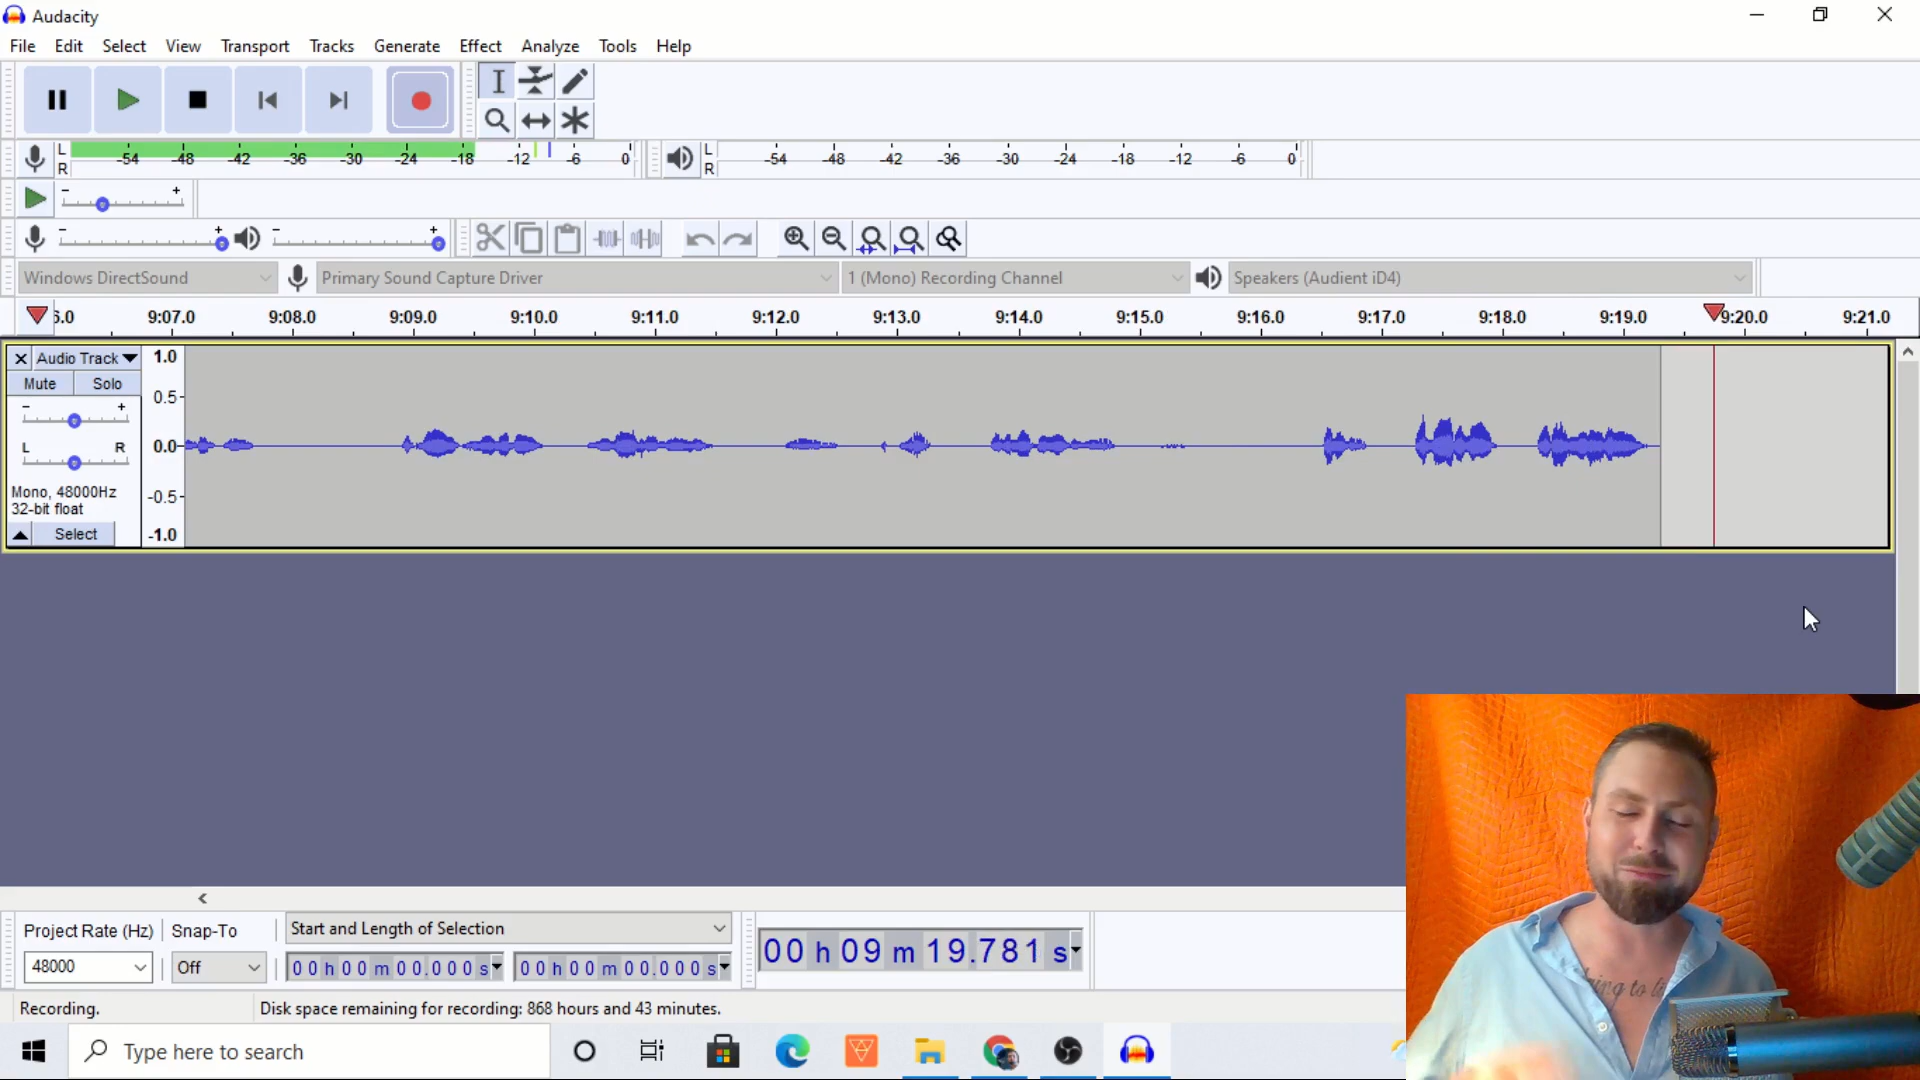 Audacity
File Edit Select View Transport Tracks Generate Effect Analyze Tools Help
L
R
-54 -48 -42 -36 -30 -24 -18 -12 -6 0
L
R
-54 -48 -42 -36 -30 -24 -18 -12 -6 0
- +
- +
- +
Windows DirectSound
Primary Sound Capture Driver
1 (Mono) Recording Channel
Speakers (Audient iD4)
6.0 9:07.0 9:08.0 9:09.0 9:10.0 9:11.0 9:12.0 9:13.0 9:14.0 9:15.0 9:16.0 9:17.0 9:18.0 9:19.0 9:20.0 9:21.0
Audio Track
Mute Solo
- +
L R
Mono, 48000Hz
32-bit float
Select
1.0
0.5-
0.0-
-0.5-
-1.0
Project Rate (Hz)
48000
Snap-To
Off
Start and Length of Selection
00 h 00 m 00.000 s
00 h 00 m 00.000 s
00 h 09 m 19.781 s
Recording.
Disk space remaining for recording: 868 hours and 43 minutes.
Type here to search